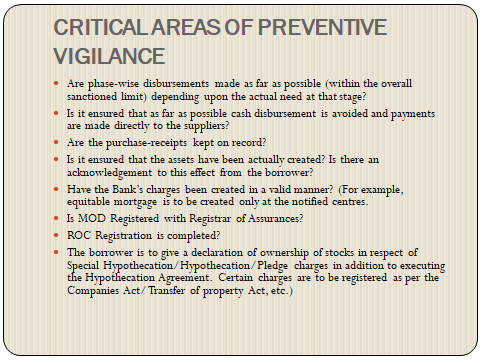 CRITICAL AREAS OF PREVENTIVE
VIGILANCE
• Are phase-wise disbursements made as far as possible (within the overall
sanctioned limit) depending upon the actual need at that stage?
• Is it ensured that as far as possible cash disbursement is avoided and payments
are made directly to the suppliers?
• Are the purchase-receipts kept on record?
• Is it ensured that the assets have been actually created? Is there an
acknowledgement to this effect from the borrower?
• Have the Bank's charges been created in a valid manner? (For example,
equitable mortgage is to be created only at the notified centres.
• Is MOD Registered with Registrar of Assurances?
• ROC Registration is completed?
• The borrower is to give a declaration of ownership of stocks in respect of
Special Hypothecation/Hypothecation/Pledge charges in addition to executing
the Hypothecation Agreement. Certain charges are to be registered as per the
Companies Act/ Transfer of property Act, etc.)